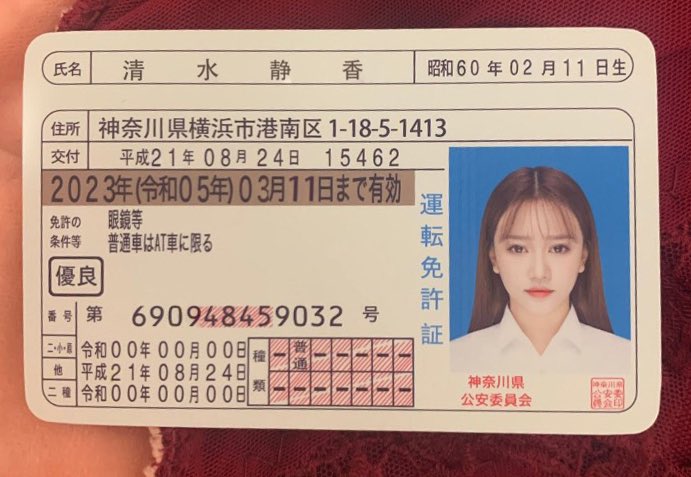 氏名 清水静香 昭和60年02月11日生
住所 神奈川県横浜市港南区1-18-5-1413
交付 平成21年08月24日 15462
2023年(令和05年)03月11日まで有効
免許の条件等 眼鏡等
普通車はAT車に限る
優良
番号 第 690948459032 号
二・小・原 令和00年00月00日
他 平成21年08月24日
二種 令和00年00月00日
種類 普通
運転免許証
神奈川県
公安委員会
神奈川県
公安委
員会印